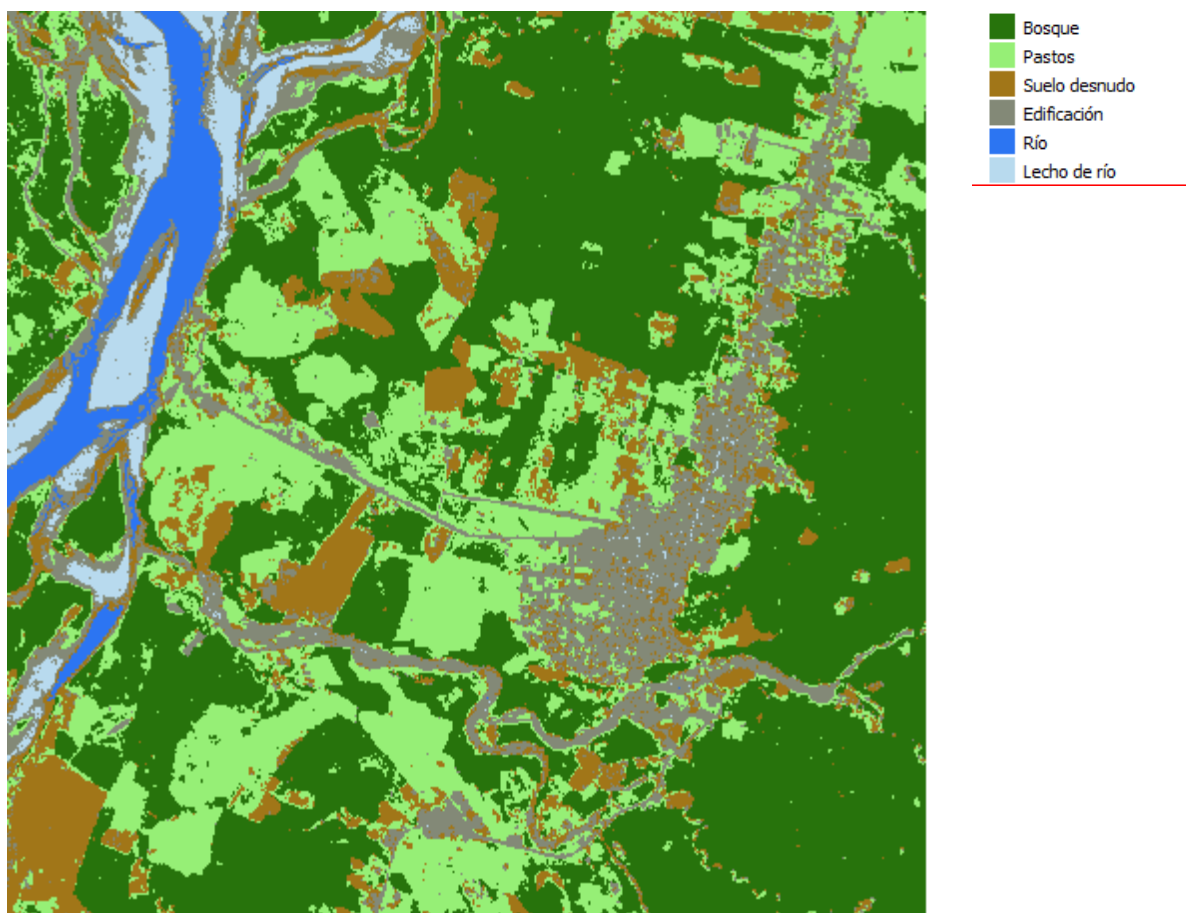 Bosque
Pastos
Suelo desnudo
Edificación
Río
Lecho de río